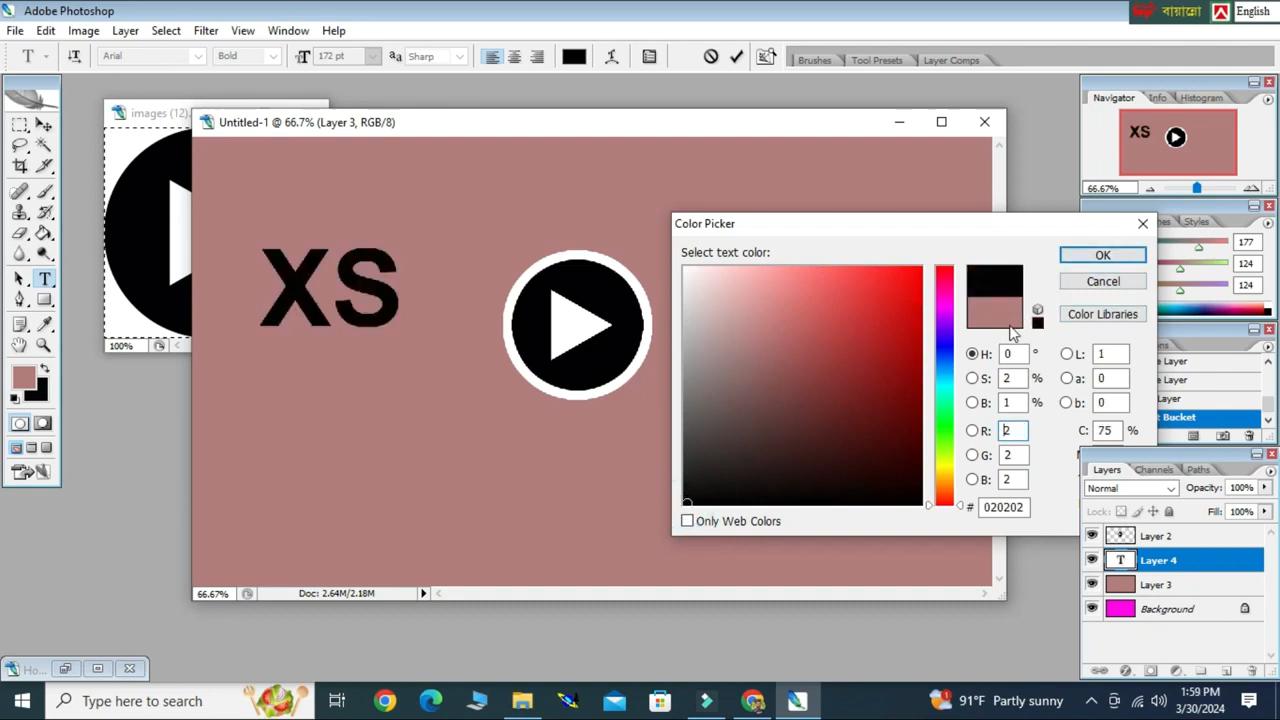 Adobe Photoshop
বায়ান্নো
English
File Edit Image Layer Select Filter View Window Help
T Arial Bold 172 pt Sharp Brushes Tool Presets Layer Comps
Navigator Info Histogram
images (12).
Untitled-1 @ 66.7% (Layer 3, RGB/8)
XS
XS
66.67%
Styles
177
124
124
Color Picker
Select text color:
OK
Cancel
Color Libraries
H: 0 ° L: 1
S: 2 % a: 0
B: 1 % b: 0
R: 2 C: 75 %
G: 2
B: 2
# 020202
Only Web Colors
100%
e Layer
e Layer
Layer
t Bucket
Layers Channels Paths
Normal Opacity: 100%
Lock: Fill: 100%
Layer 2
T Layer 4
Layer 3
Background
66.67% Doc: 2.64M/2.18M
Ho...
Type here to search
91°F Partly sunny
ENG
1:59 PM
3/30/2024